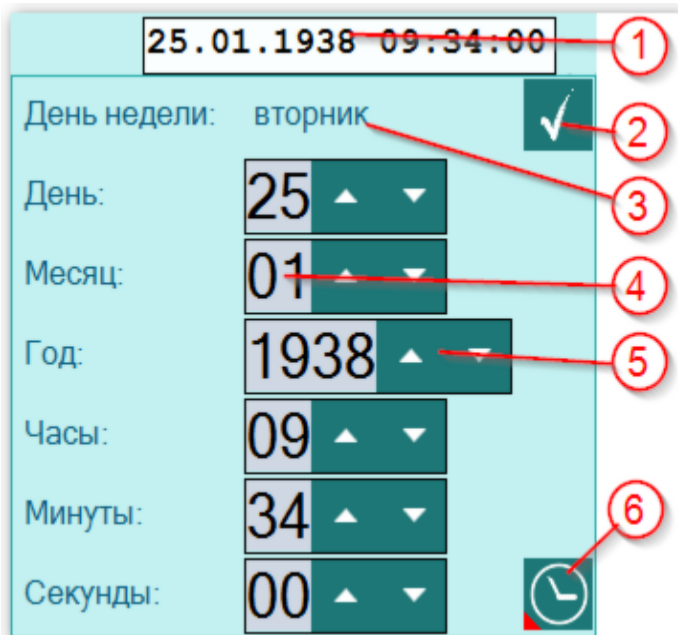 25.01.1938 09:34:00
1
День недели: вторник
2
3
День: 25
Месяц: 01
4
Год: 1938
5
Часы: 09
Минуты: 34
6
Секунды: 00